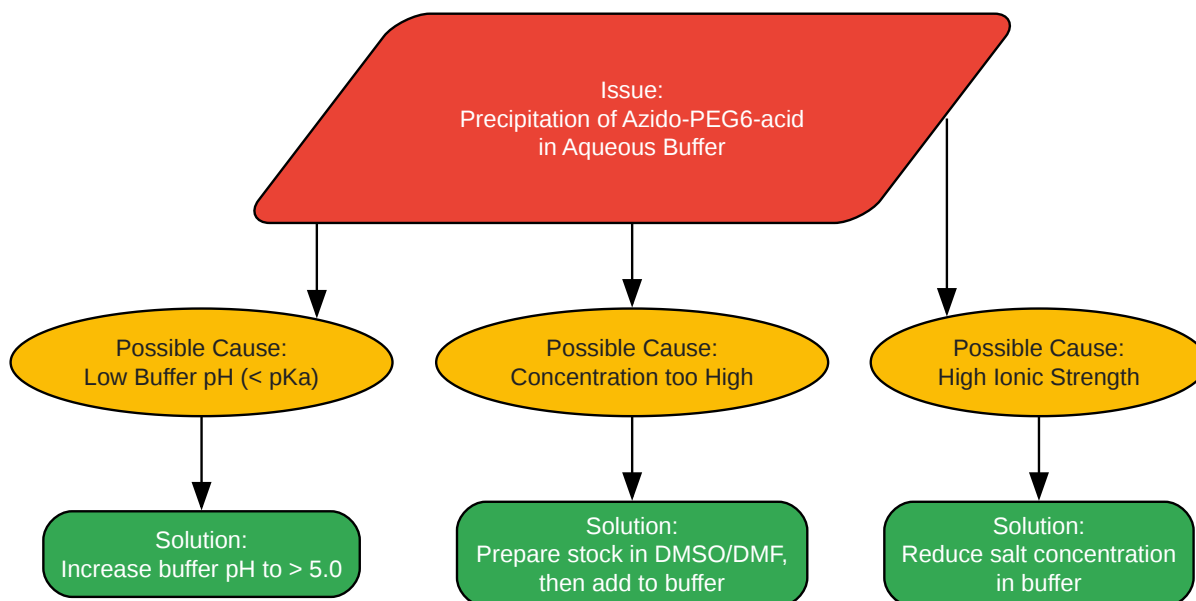 Issue:
Precipitation of Azido-PEG6-acid
in Aqueous Buffer
Possible Cause:
Low Buffer pH (< pKa)
Possible Cause:
Concentration too High
Possible Cause:
High Ionic Strength
Solution:
Increase buffer pH to > 5.0
Solution:
Prepare stock in DMSO/DMF,
then add to buffer
Solution:
Reduce salt concentration
in buffer